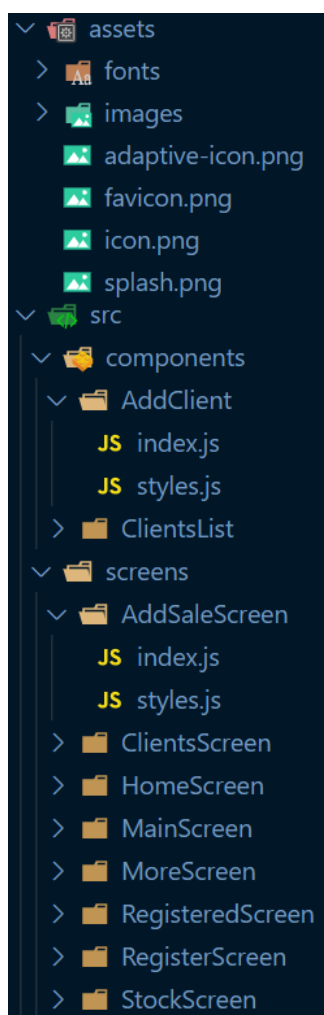 assets
Aa fonts
images
adaptive-icon.png
favicon.png
icon.png
splash.png
src
components
AddClient
JS index.js
JS styles.js
ClientsList
screens
AddSaleScreen
JS index.js
JS styles.js
ClientsScreen
HomeScreen
MainScreen
MoreScreen
RegisteredScreen
RegisterScreen
StockScreen